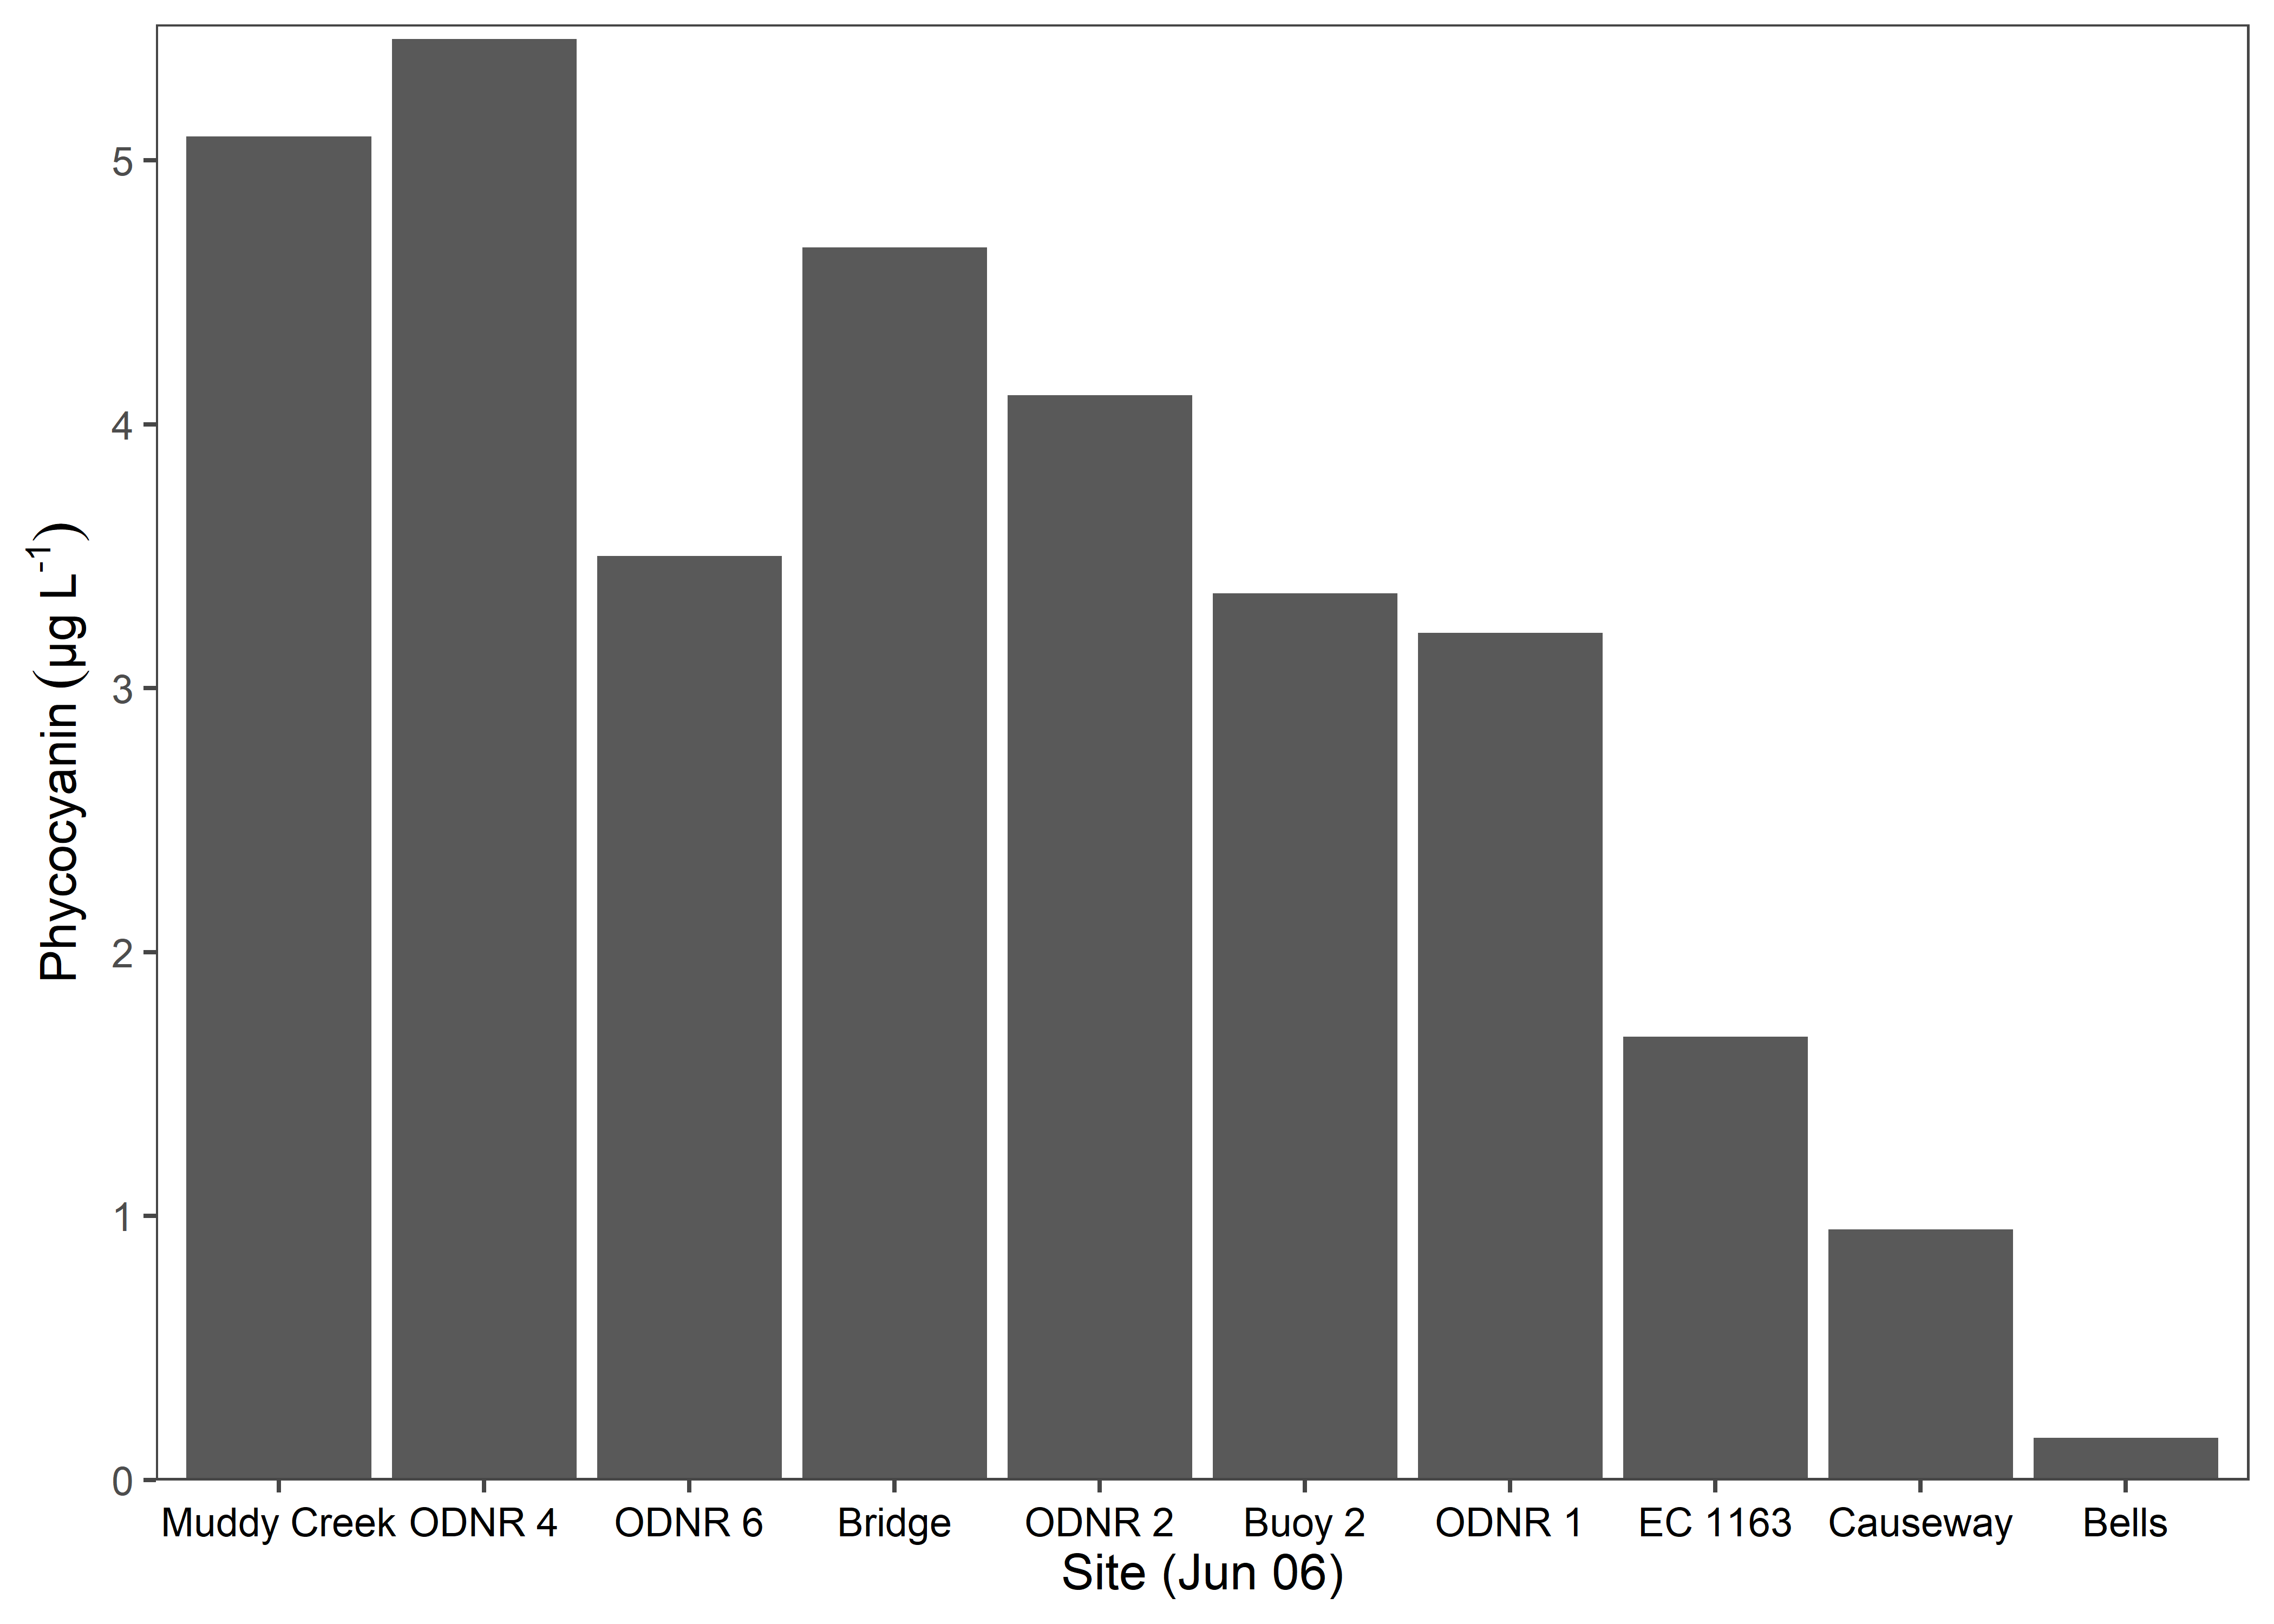 Phycocyanin (µg L-1)
5
4
3
2
1
0
Muddy Creek ODNR 4 ODNR 6 Bridge ODNR 2 Buoy 2 ODNR 1 EC 1163 Causeway Bells
Site (Jun 06)